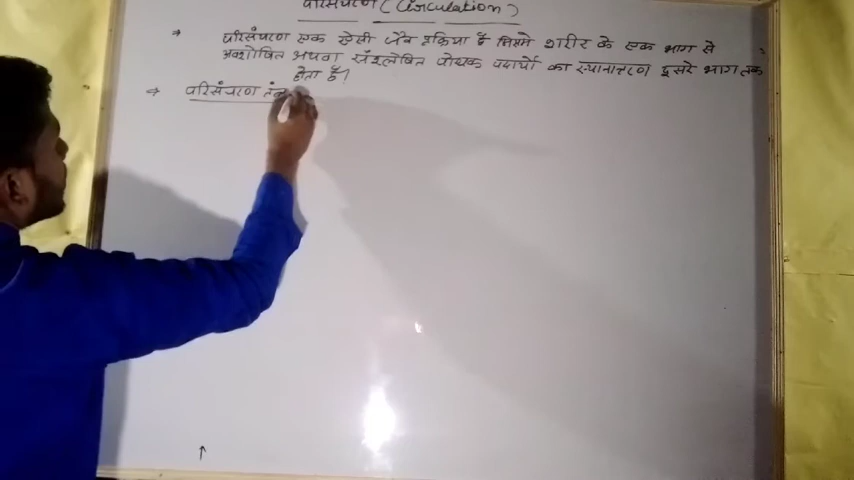 परिसंचरण (Circulation)
→ परिसंचरण एक ऐसी जैव प्रक्रिया है जिसमे शरीर के एक भाग से
अवशोषित अथवा संश्लेषित पोषक पदार्थो का स्थानान्तरण दूसरे भाग तक
होता है।
→ परिसंचरण